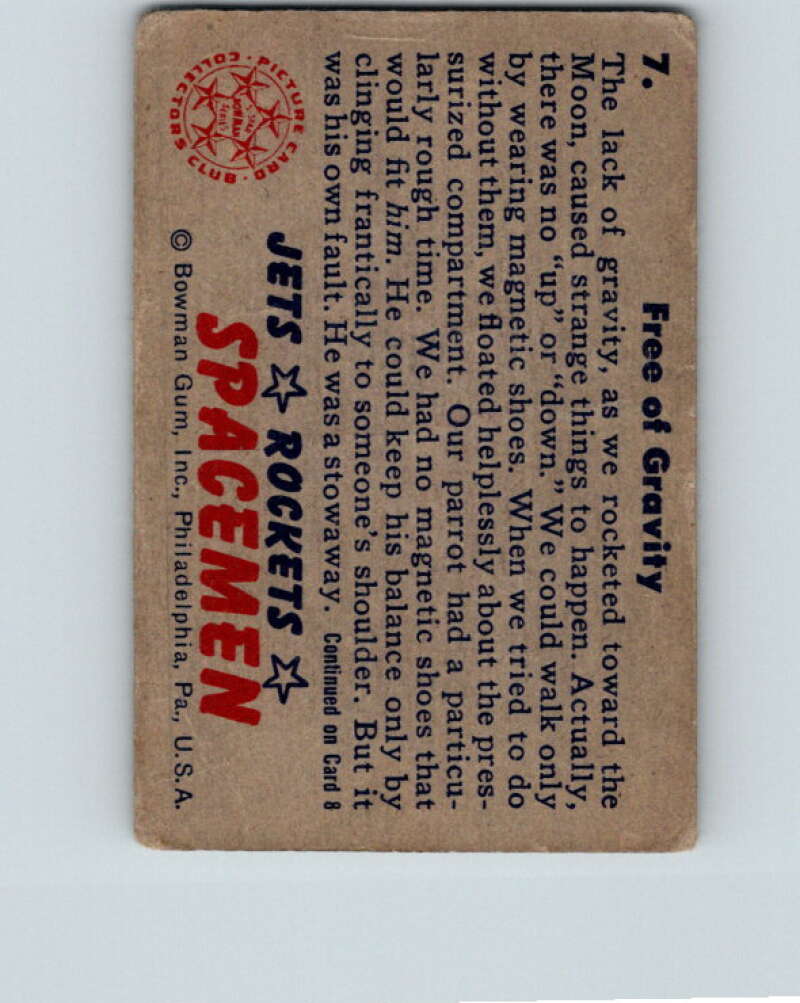 7.
Free of Gravity
The lack of gravity, as we rocketed toward the
Moon, caused strange things to happen. Actually,
there was no "up" or "down." We could walk only
by wearing magnetic shoes. When we tried to do
without them, we floated helplessly about the pres-
surized compartment. Our parrot had a particu-
larly rough time. We had no magnetic shoes that
would fit him. He could keep his balance only by
clinging frantically to someone's shoulder. But it
was his own fault. He was a stowaway. Continued on Card 8
PICTURE CARD · COLLECTORS CLUB ·
5-STAR
BOWMAN
JETS ☆ ROCKETS ☆
SPACEMEN
© Bowman Gum, Inc., Philadelphia, Pa., U.S.A.